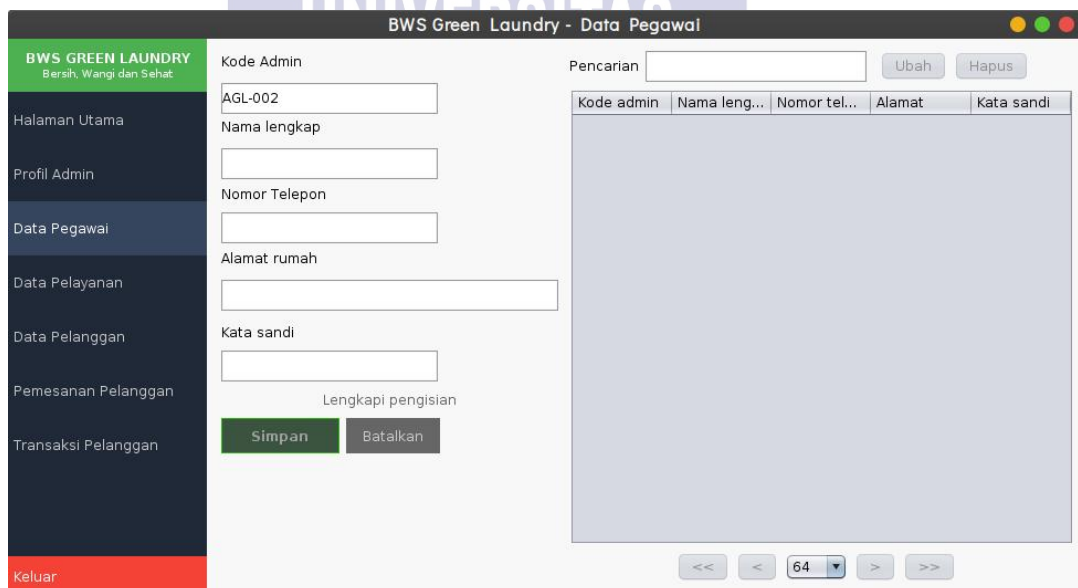 UNIVERSITAS
BWS Green Laundry - Data Pegawai
BWS GREEN LAUNDRY
Bersih, Wangi dan Sehat
Halaman Utama
Profil Admin
Data Pegawai
Data Pelayanan
Data Pelanggan
Pemesanan Pelanggan
Transaksi Pelanggan
Keluar
Kode Admin
AGL-002
Nama lengkap
Nomor Telepon
Alamat rumah
Kata sandi
Lengkapi pengisian
Simpan Batalkan
Pencarian Ubah Hapus
Kode admin Nama leng... Nomor tel... Alamat Kata sandi
<< < 64 > >>